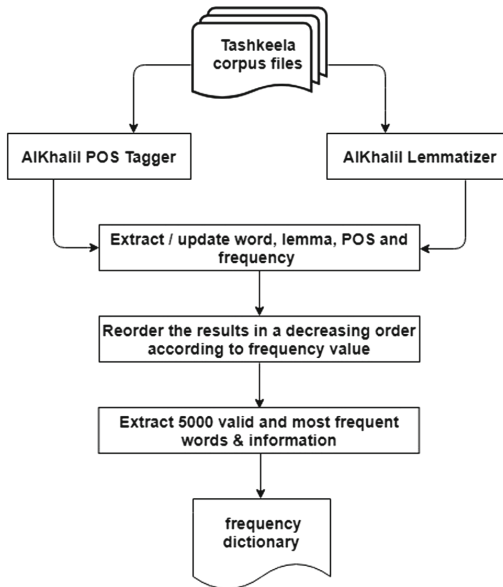 Tashkeela
corpus files
AlKhalil POS Tagger
AlKhalil Lemmatizer
Extract / update word, lemma, POS and
frequency
Reorder the results in a decreasing order
according to frequency value
Extract 5000 valid and most frequent
words & information
frequency
dictionary